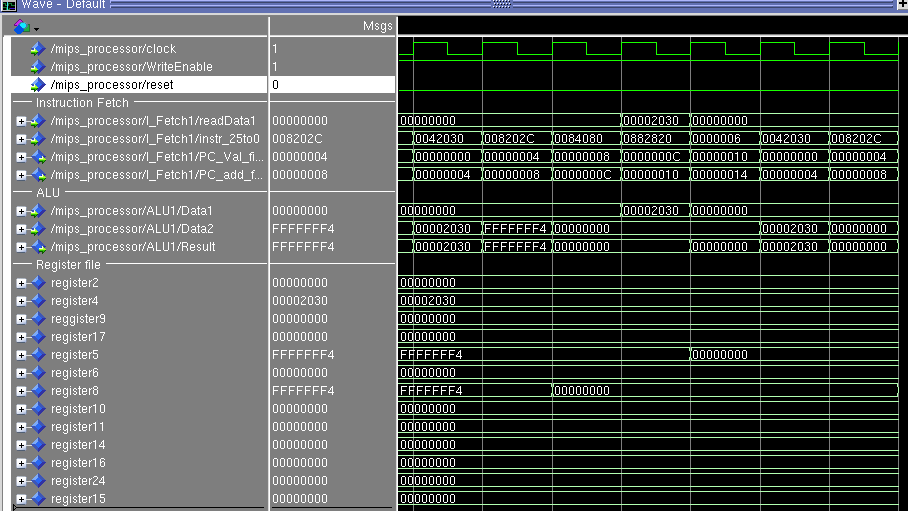 Wave - Default
Msgs
/mips_processor/clock 1
/mips_processor/WriteEnable 1
/mips_processor/reset 0
Instruction Fetch
/mips_processor/I_Fetch1/readData1 00000000 00000000 00002030 00000000
/mips_processor/I_Fetch1/instr_25to0 008202C 0042030 008202C 0084080 0882820 0000006 0042030 008202C
/mips_processor/I_Fetch1/PC_Val_fi... 00000004 00000000 00000004 00000008 0000000C 00000010 00000000 00000004
/mips_processor/I_Fetch1/PC_add_f... 00000008 00000004 00000008 0000000C 00000010 00000014 00000004 00000008
ALU
/mips_processor/ALU1/Data1 00000000 00000000 00002030 00000000
/mips_processor/ALU1/Data2 FFFFFFF4 00002030 FFFFFFF4 00000000 00002030 00000000
/mips_processor/ALU1/Result FFFFFFF4 00002030 FFFFFFF4 00000000 00000000 00002030 00000000
Register file
register2 00000000 00000000
register4 00002030 00002030
reggister9 00000000 00000000
register17 00000000 00000000
register5 FFFFFFF4 FFFFFFF4 00000000
register6 00000000 00000000
register8 FFFFFFF4 FFFFFFF4 00000000
register10 00000000 00000000
register11 00000000 00000000
register14 00000000 00000000
register16 00000000 00000000
register24 00000000 00000000
register15 00000000 00000000